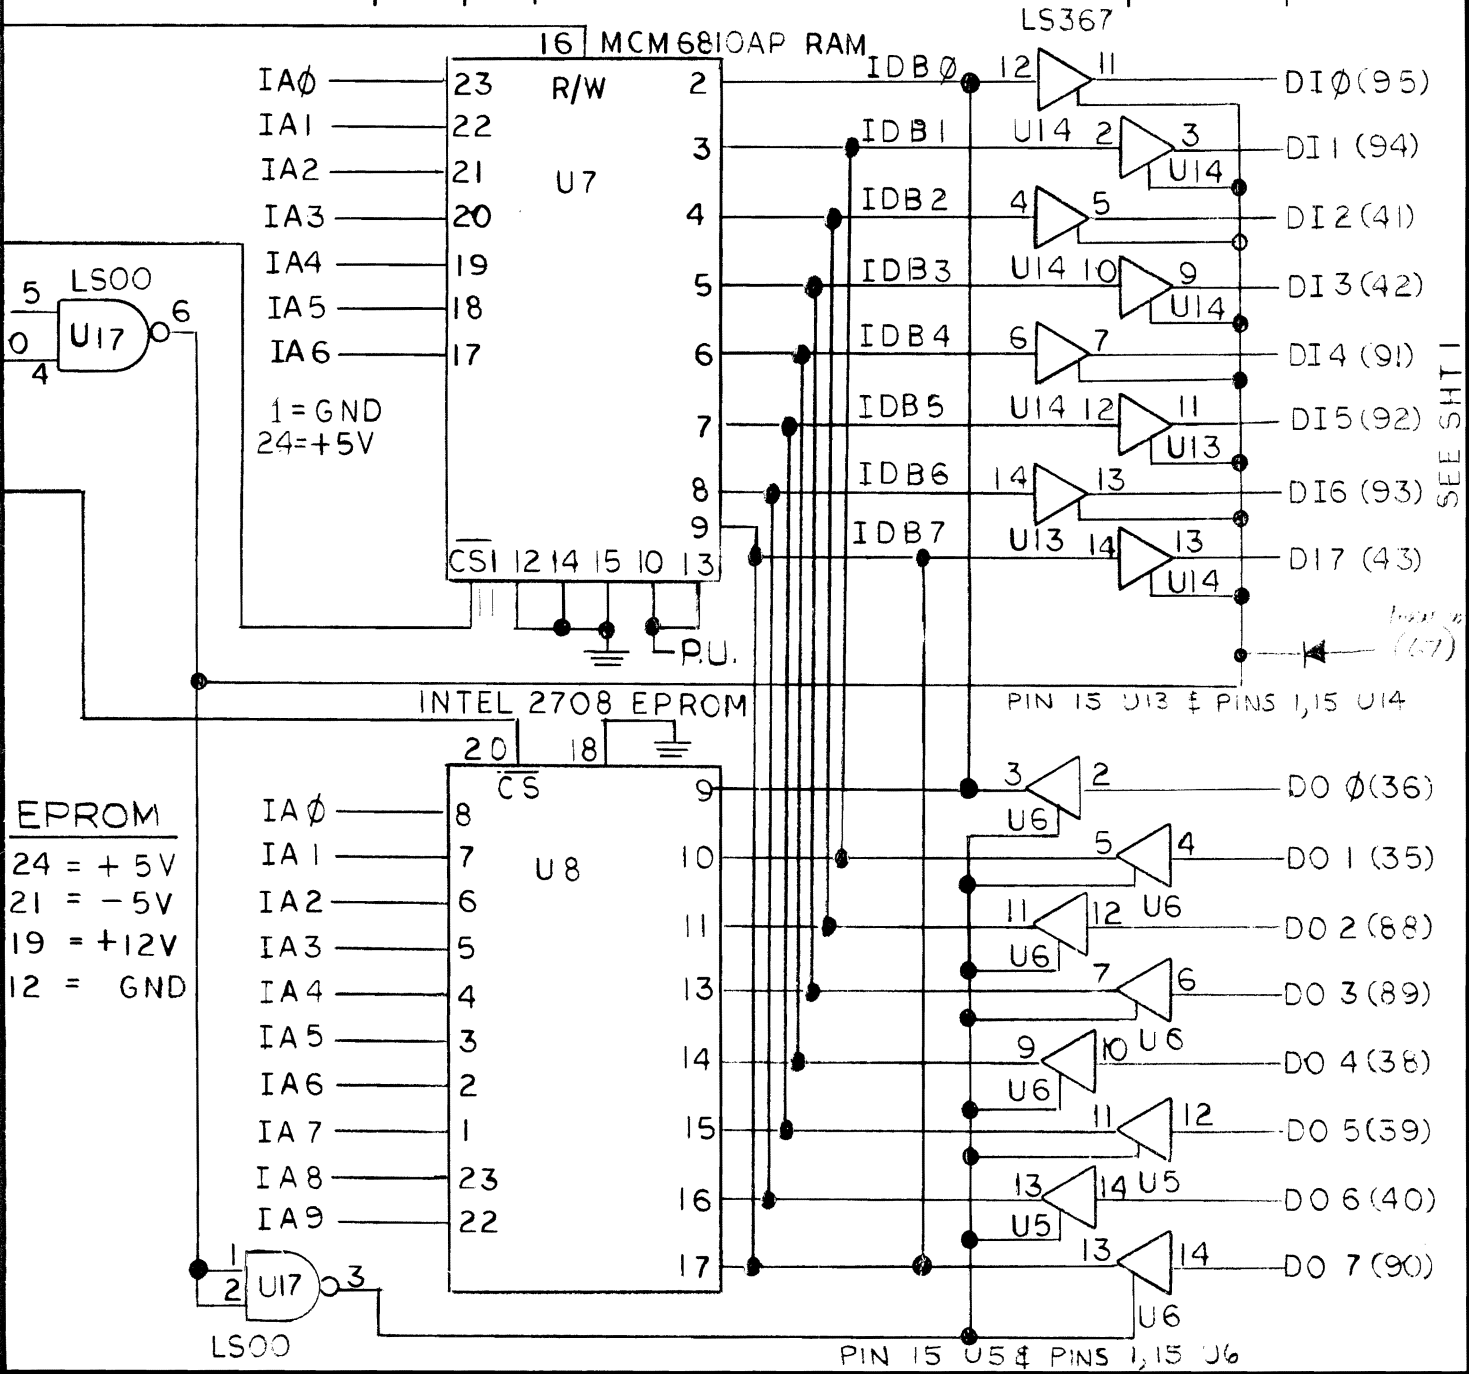 LS367
16 MCM6810AP RAM
IAØ 23 R/W 2 IDBØ 12 11 DIØ(95)
IA1 22 3 IDB1 U14 2 3 DI1(94)
IA2 21 U7 U14
IA3 20 4 IDB2 4 5 DI2(41)
IA4 19 5 IDB3 U14 10 9 DI3(42)
5 LS00 6
U17
IA5 18 U14
0
4
IA6 17 6 IDB4 6 7 DI4(91)
1=GND
24=+5V
7 IDB5 U14 12 11 DI5(92)
U13
SEE SHT 1
8 IDB6 14 13 DI6(93)
9 IDB7 U13 14 13 DI7(43)
CS1 12 14 15 10 13 U14
11
P.U.
(67)
INTEL 2708 EPROM PIN 15 U13 & PINS 1,15 U14
20 18
CS
9 3 2 DO Ø(36)
EPROM
IAØ 8 U6
24 = +5V
IA1 7 U8 10 5 4 DO 1(35)
21 = -5V
IA2 6 U6
11 11 12 DO 2(88)
19 = +12V
IA3 5 U6
12 = GND
IA4 4 13 7 6 DO 3(89)
IA5 3 U6
14 9 10 DO 4(38)
IA6 2 U6
IA7 1 15 11 12 DO 5(39)
IA8 23 U5
16 13 14 DO 6(40)
IA9 22 U5
1
2 U17 3
17 13 14 DO 7(90)
U6
LS00
PIN 15 U5 & PINS 1,15 U6